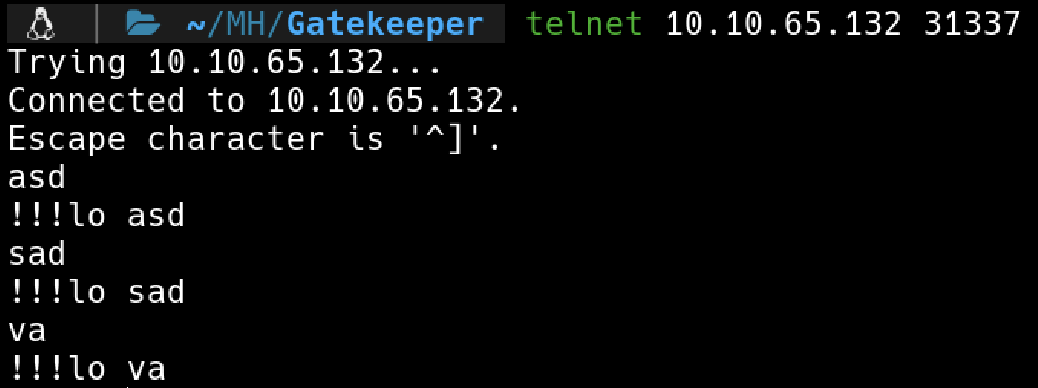 ~/MH/Gatekeeper telnet 10.10.65.132 31337
Trying 10.10.65.132...
Connected to 10.10.65.132.
Escape character is '^]'.
asd
!!!lo asd
sad
!!!lo sad
va
!!!lo va